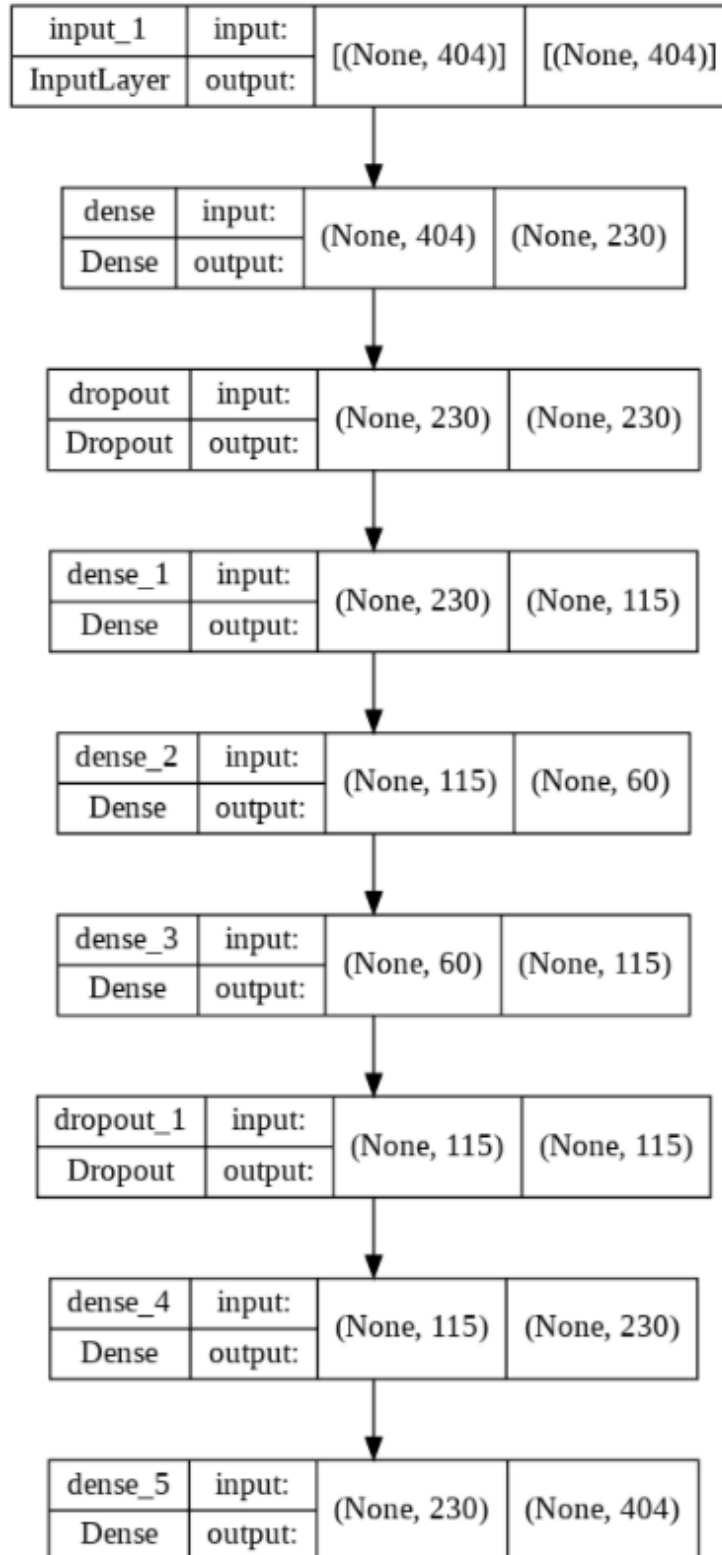 input_1 input: [(None, 404)] [(None, 404)]
InputLayer output:
dense input: (None, 404) (None, 230)
Dense output:
dropout input: (None, 230) (None, 230)
Dropout output:
dense_1 input: (None, 230) (None, 115)
Dense output:
dense_2 input: (None, 115) (None, 60)
Dense output:
dense_3 input: (None, 60) (None, 115)
Dense output:
dropout_1 input: (None, 115) (None, 115)
Dropout output:
dense_4 input: (None, 115) (None, 230)
Dense output:
dense_5 input: (None, 230) (None, 404)
Dense output: